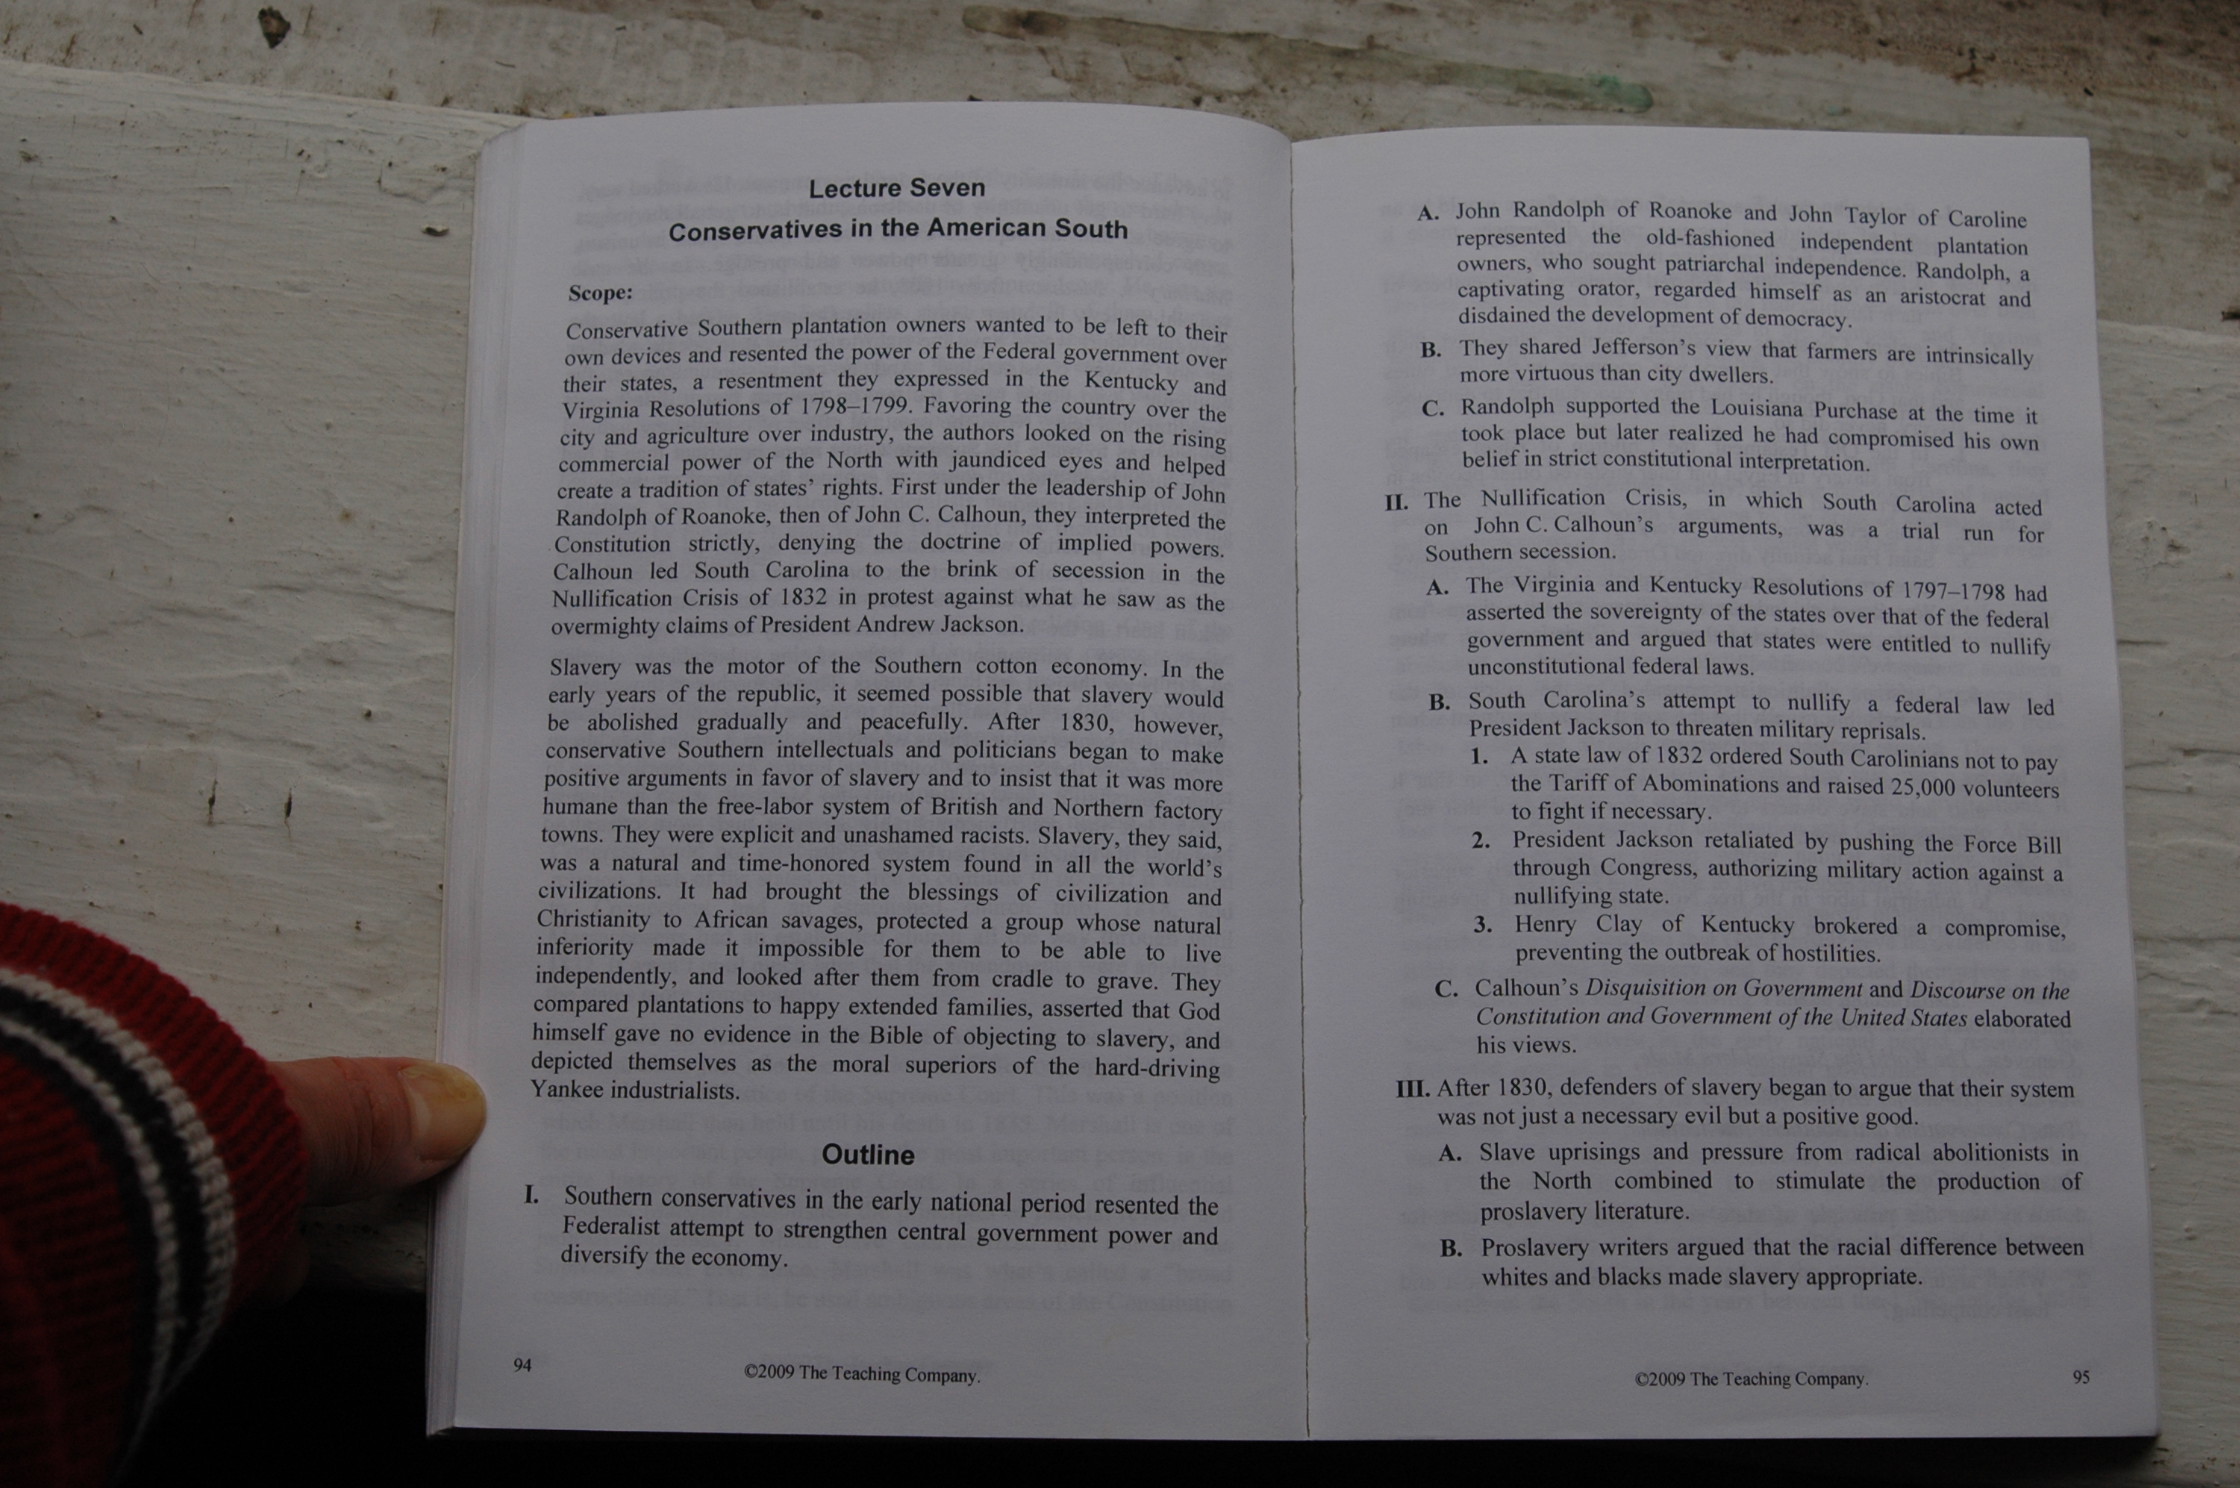 Lecture Seven
Conservatives in the American South
Scope:
Conservative Southern plantation owners wanted to be left to their
own devices and resented the power of the Federal government over
their states, a resentment they expressed in the Kentucky and
Virginia Resolutions of 1798–1799. Favoring the country over the
city and agriculture over industry, the authors looked on the rising
commercial power of the North with jaundiced eyes and helped
create a tradition of states’ rights. First under the leadership of John
Randolph of Roanoke, then of John C. Calhoun, they interpreted the
Constitution strictly, denying the doctrine of implied powers.
Calhoun led South Carolina to the brink of secession in the
Nullification Crisis of 1832 in protest against what he saw as the
overmighty claims of President Andrew Jackson.
Slavery was the motor of the Southern cotton economy. In the
early years of the republic, it seemed possible that slavery would
be abolished gradually and peacefully. After 1830, however,
conservative Southern intellectuals and politicians began to make
positive arguments in favor of slavery and to insist that it was more
humane than the free-labor system of British and Northern factory
towns. They were explicit and unashamed racists. Slavery, they said,
was a natural and time-honored system found in all the world’s
civilizations. It had brought the blessings of civilization and
Christianity to African savages, protected a group whose natural
inferiority made it impossible for them to be able to live
independently, and looked after them from cradle to grave. They
compared plantations to happy extended families, asserted that God
himself gave no evidence in the Bible of objecting to slavery, and
depicted themselves as the moral superiors of the hard-driving
Yankee industrialists.
Outline
I. Southern conservatives in the early national period resented the
Federalist attempt to strengthen central government power and
diversify the economy.
94
©2009 The Teaching Company.
A. John Randolph of Roanoke and John Taylor of Caroline
represented the old-fashioned independent plantation
owners, who sought patriarchal independence. Randolph, a
captivating orator, regarded himself as an aristocrat and
disdained the development of democracy.
B. They shared Jefferson’s view that farmers are intrinsically
more virtuous than city dwellers.
C. Randolph supported the Louisiana Purchase at the time it
took place but later realized he had compromised his own
belief in strict constitutional interpretation.
II. The Nullification Crisis, in which South Carolina acted
on John C. Calhoun’s arguments, was a trial run for
Southern secession.
A. The Virginia and Kentucky Resolutions of 1797–1798 had
asserted the sovereignty of the states over that of the federal
government and argued that states were entitled to nullify
unconstitutional federal laws.
B. South Carolina’s attempt to nullify a federal law led
President Jackson to threaten military reprisals.
1. A state law of 1832 ordered South Carolinians not to pay
the Tariff of Abominations and raised 25,000 volunteers
to fight if necessary.
2. President Jackson retaliated by pushing the Force Bill
through Congress, authorizing military action against a
nullifying state.
3. Henry Clay of Kentucky brokered a compromise,
preventing the outbreak of hostilities.
C. Calhoun’s Disquisition on Government and Discourse on the
Constitution and Government of the United States elaborated
his views.
III. After 1830, defenders of slavery began to argue that their system
was not just a necessary evil but a positive good.
A. Slave uprisings and pressure from radical abolitionists in
the North combined to stimulate the production of
proslavery literature.
B. Proslavery writers argued that the racial difference between
whites and blacks made slavery appropriate.
©2009 The Teaching Company.
95